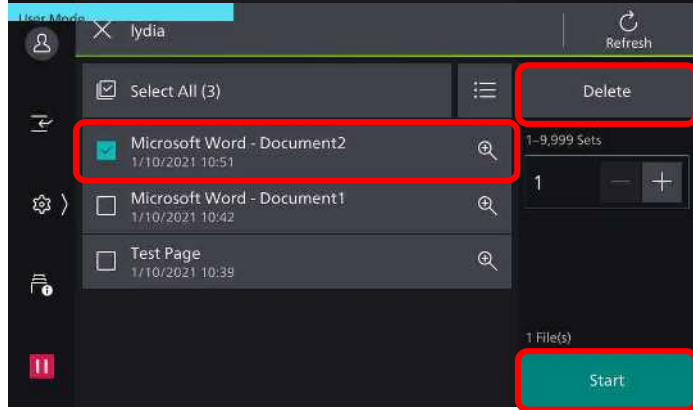 User Mode
lydia
Refresh
Select All (3)
Delete
Microsoft Word - Document2
1/10/2021 10:51
1–9,999 Sets
1
Microsoft Word - Document1
1/10/2021 10:42
Test Page
1/10/2021 10:39
1 File(s)
Start